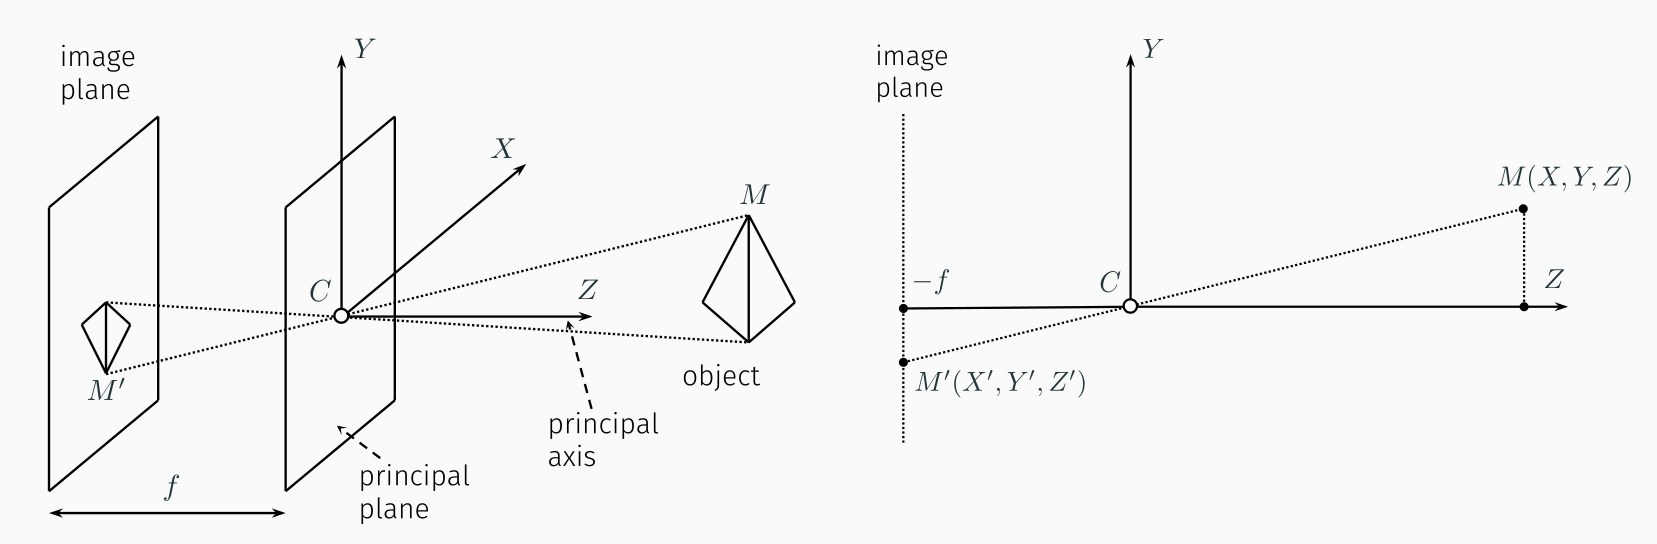 image
plane
Y
X
M
C
Z
M′
object
principal
axis
principal
plane
f
image
plane
Y
M(X, Y, Z)
−f
C
Z
M′(X′, Y′, Z′)